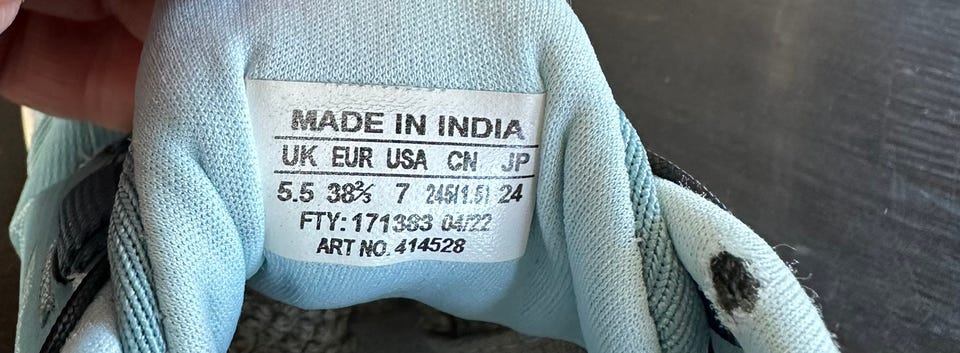 MADE IN INDIA
UK EUR USA CN JP
5.5 38⅔ 7 245(1.5) 24
FTY: 171383 04/22
ART NO. 414528